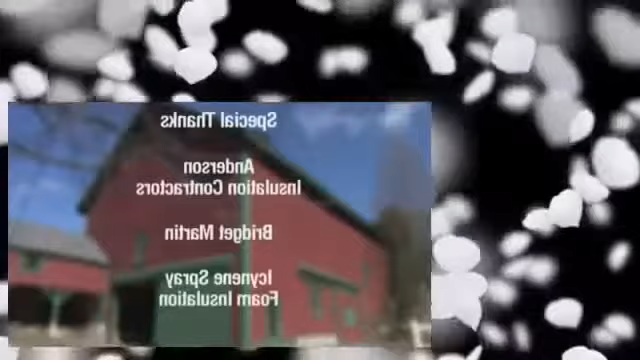 Special Thanks
Anderson
Insulation Contractors
Bridget Martin
Icynene Spray
Foam Insulation